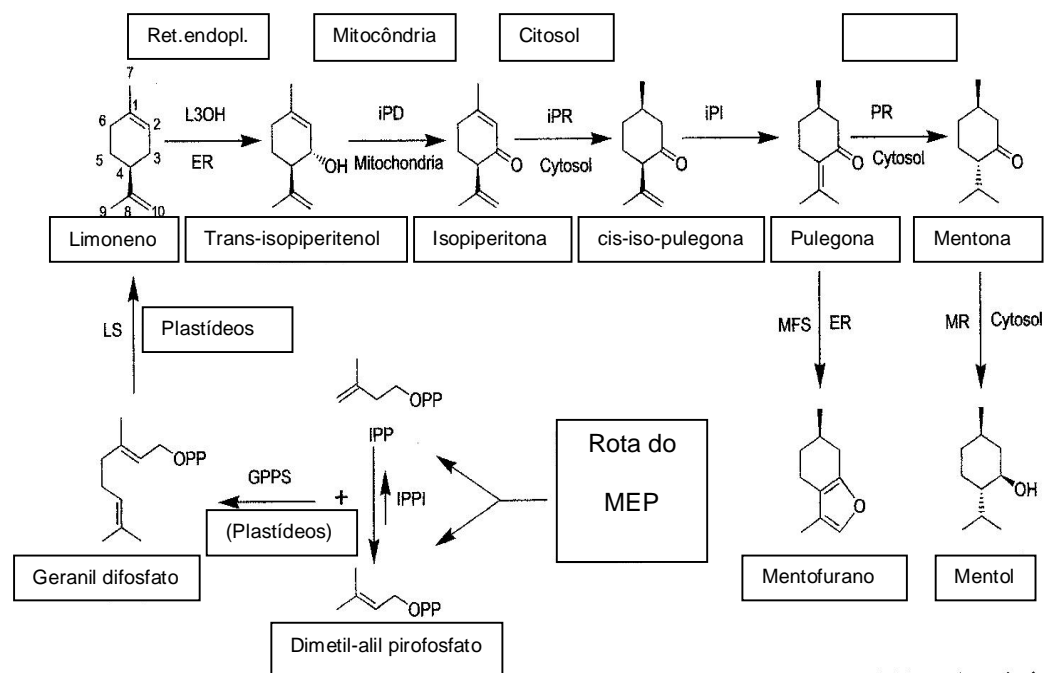 Ret.endopl.
Mitocôndria
Citosol
7
1
6
2
5
3
4
8
9
10
L3OH
ER
OH
iPD
Mitochondria
O
iPR
Cytosol
O
iPI
O
PR
Cytosol
O
Limoneno
Trans-isopiperitenol
Isopiperitona
cis-iso-pulegona
Pulegona
Mentona
LS
Plastídeos
MFS
ER
MR
Cytosol
OPP
IPP
Rota do
MEP
OPP
GPPS
+
IPPI
(Plastídeos)
O
OH
Geranil difosfato
OPP
Mentofurano
Mentol
Dimetil-alil pirofosfato